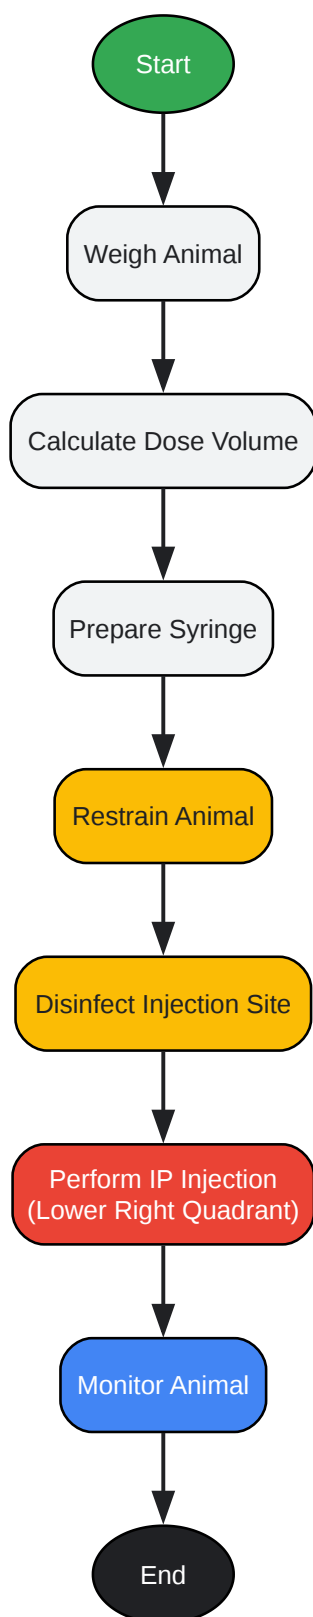 Start
Weigh Animal
Calculate Dose Volume
Prepare Syringe
Restrain Animal
Disinfect Injection Site
Perform IP Injection
(Lower Right Quadrant)
Monitor Animal
End